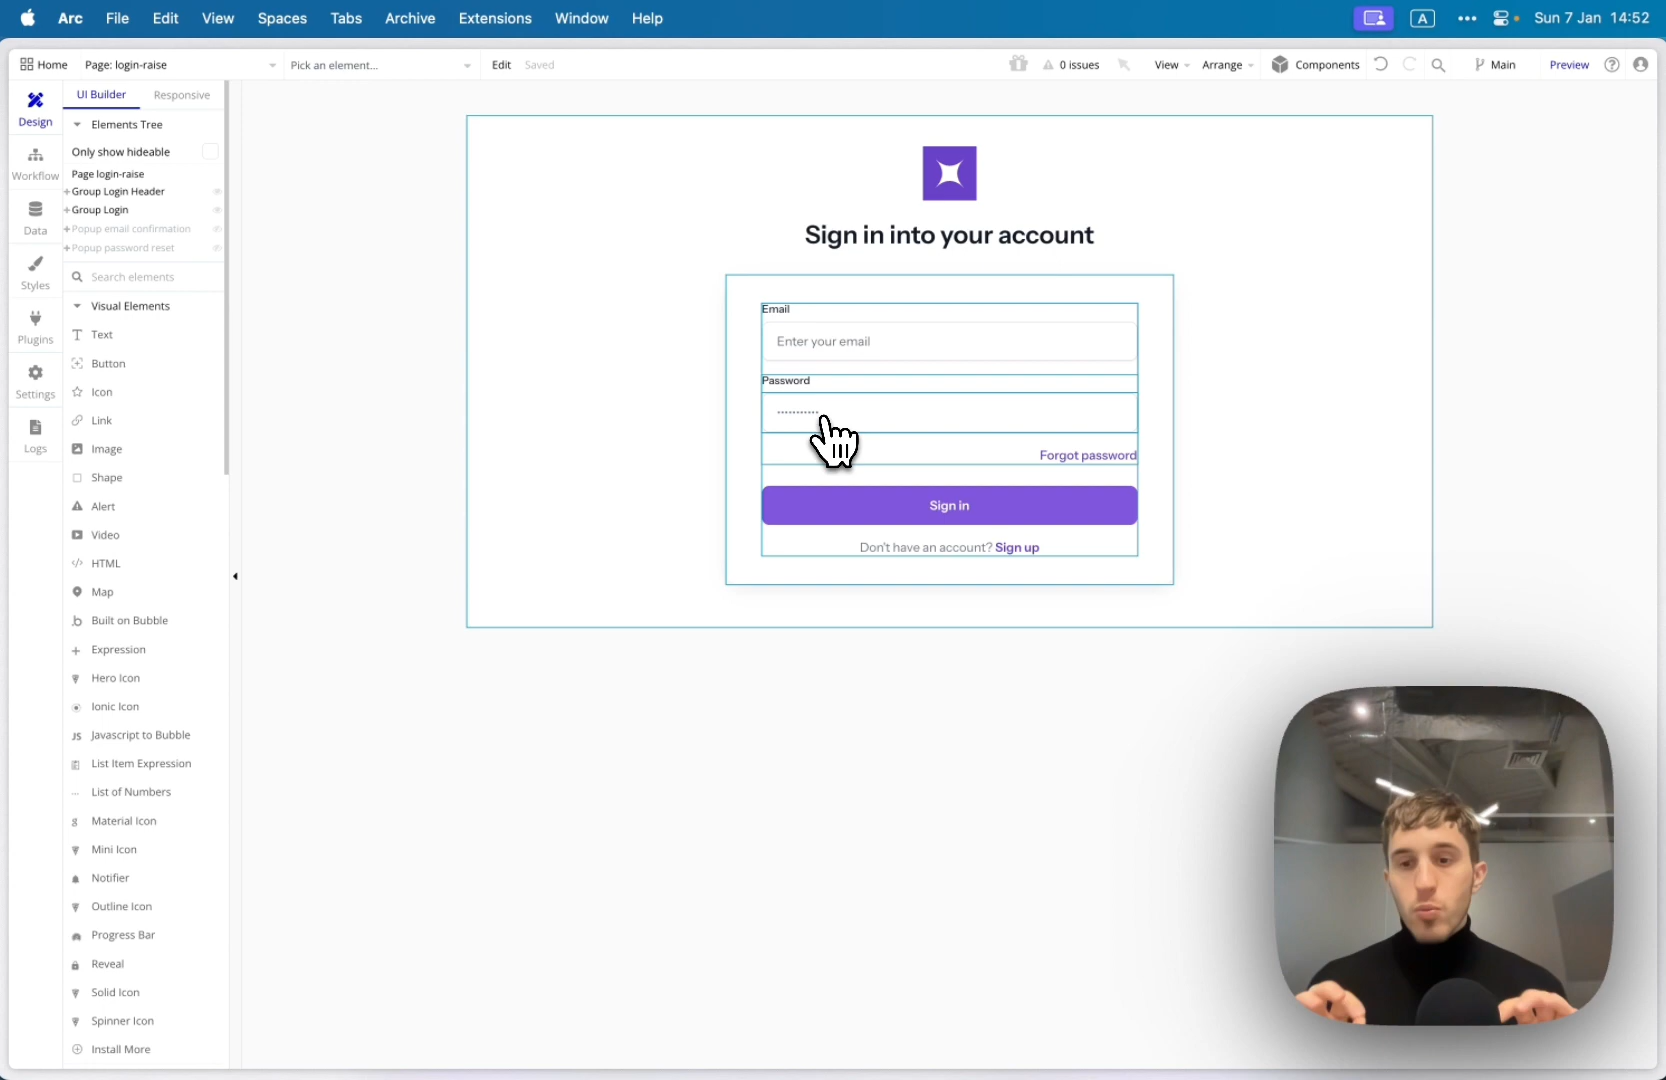 Arc File Edit View Spaces Tabs Archive Extensions Window Help A Sun 7 Jan 14:52
Home Page: login-raise Pick an element... Edit Saved 0 issues View Arrange Components Main Preview
Design
Workflow
Data
Styles
Plugins
Settings
Logs
UI Builder Responsive
Elements Tree
Only show hideable
Page login-raise
Group Login Header
Group Login
Popup email confirmation
Popup password reset
Search elements
Visual Elements
Text
Button
Icon
Link
Image
Shape
Alert
Video
HTML
Map
Built on Bubble
Expression
Hero Icon
Ionic Icon
JS Javascript to Bubble
List Item Expression
List of Numbers
g Material Icon
Mini Icon
Notifier
Outline Icon
Progress Bar
Reveal
Solid Icon
Spinner Icon
Install More
Sign in into your account
Email
Enter your email
Password
Forgot password
Sign in
Don't have an account? Sign up